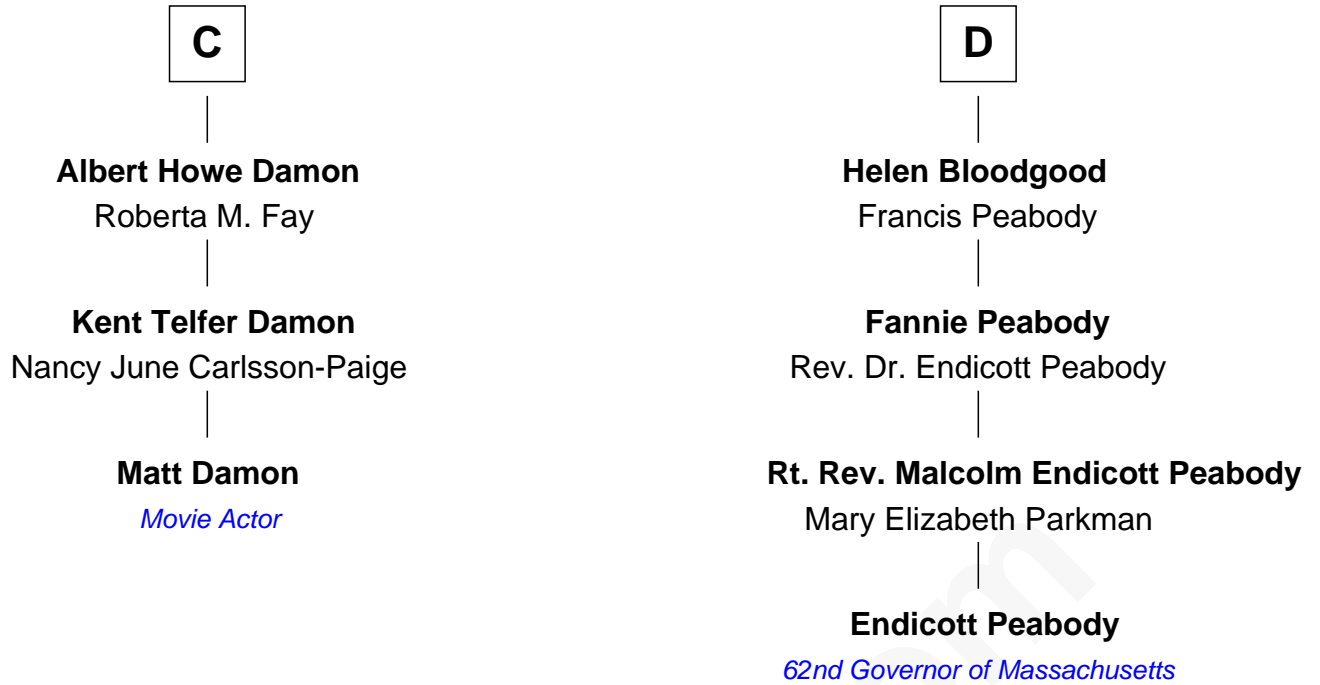 C
Albert Howe Damon
Roberta M. Fay
Kent Telfer Damon
Nancy June Carlsson-Paige
Matt Damon
Movie Actor
D
Helen Bloodgood
Francis Peabody
Fannie Peabody
Rev. Dr. Endicott Peabody
Rt. Rev. Malcolm Endicott Peabody
Mary Elizabeth Parkman
Endicott Peabody
62nd Governor of Massachusetts